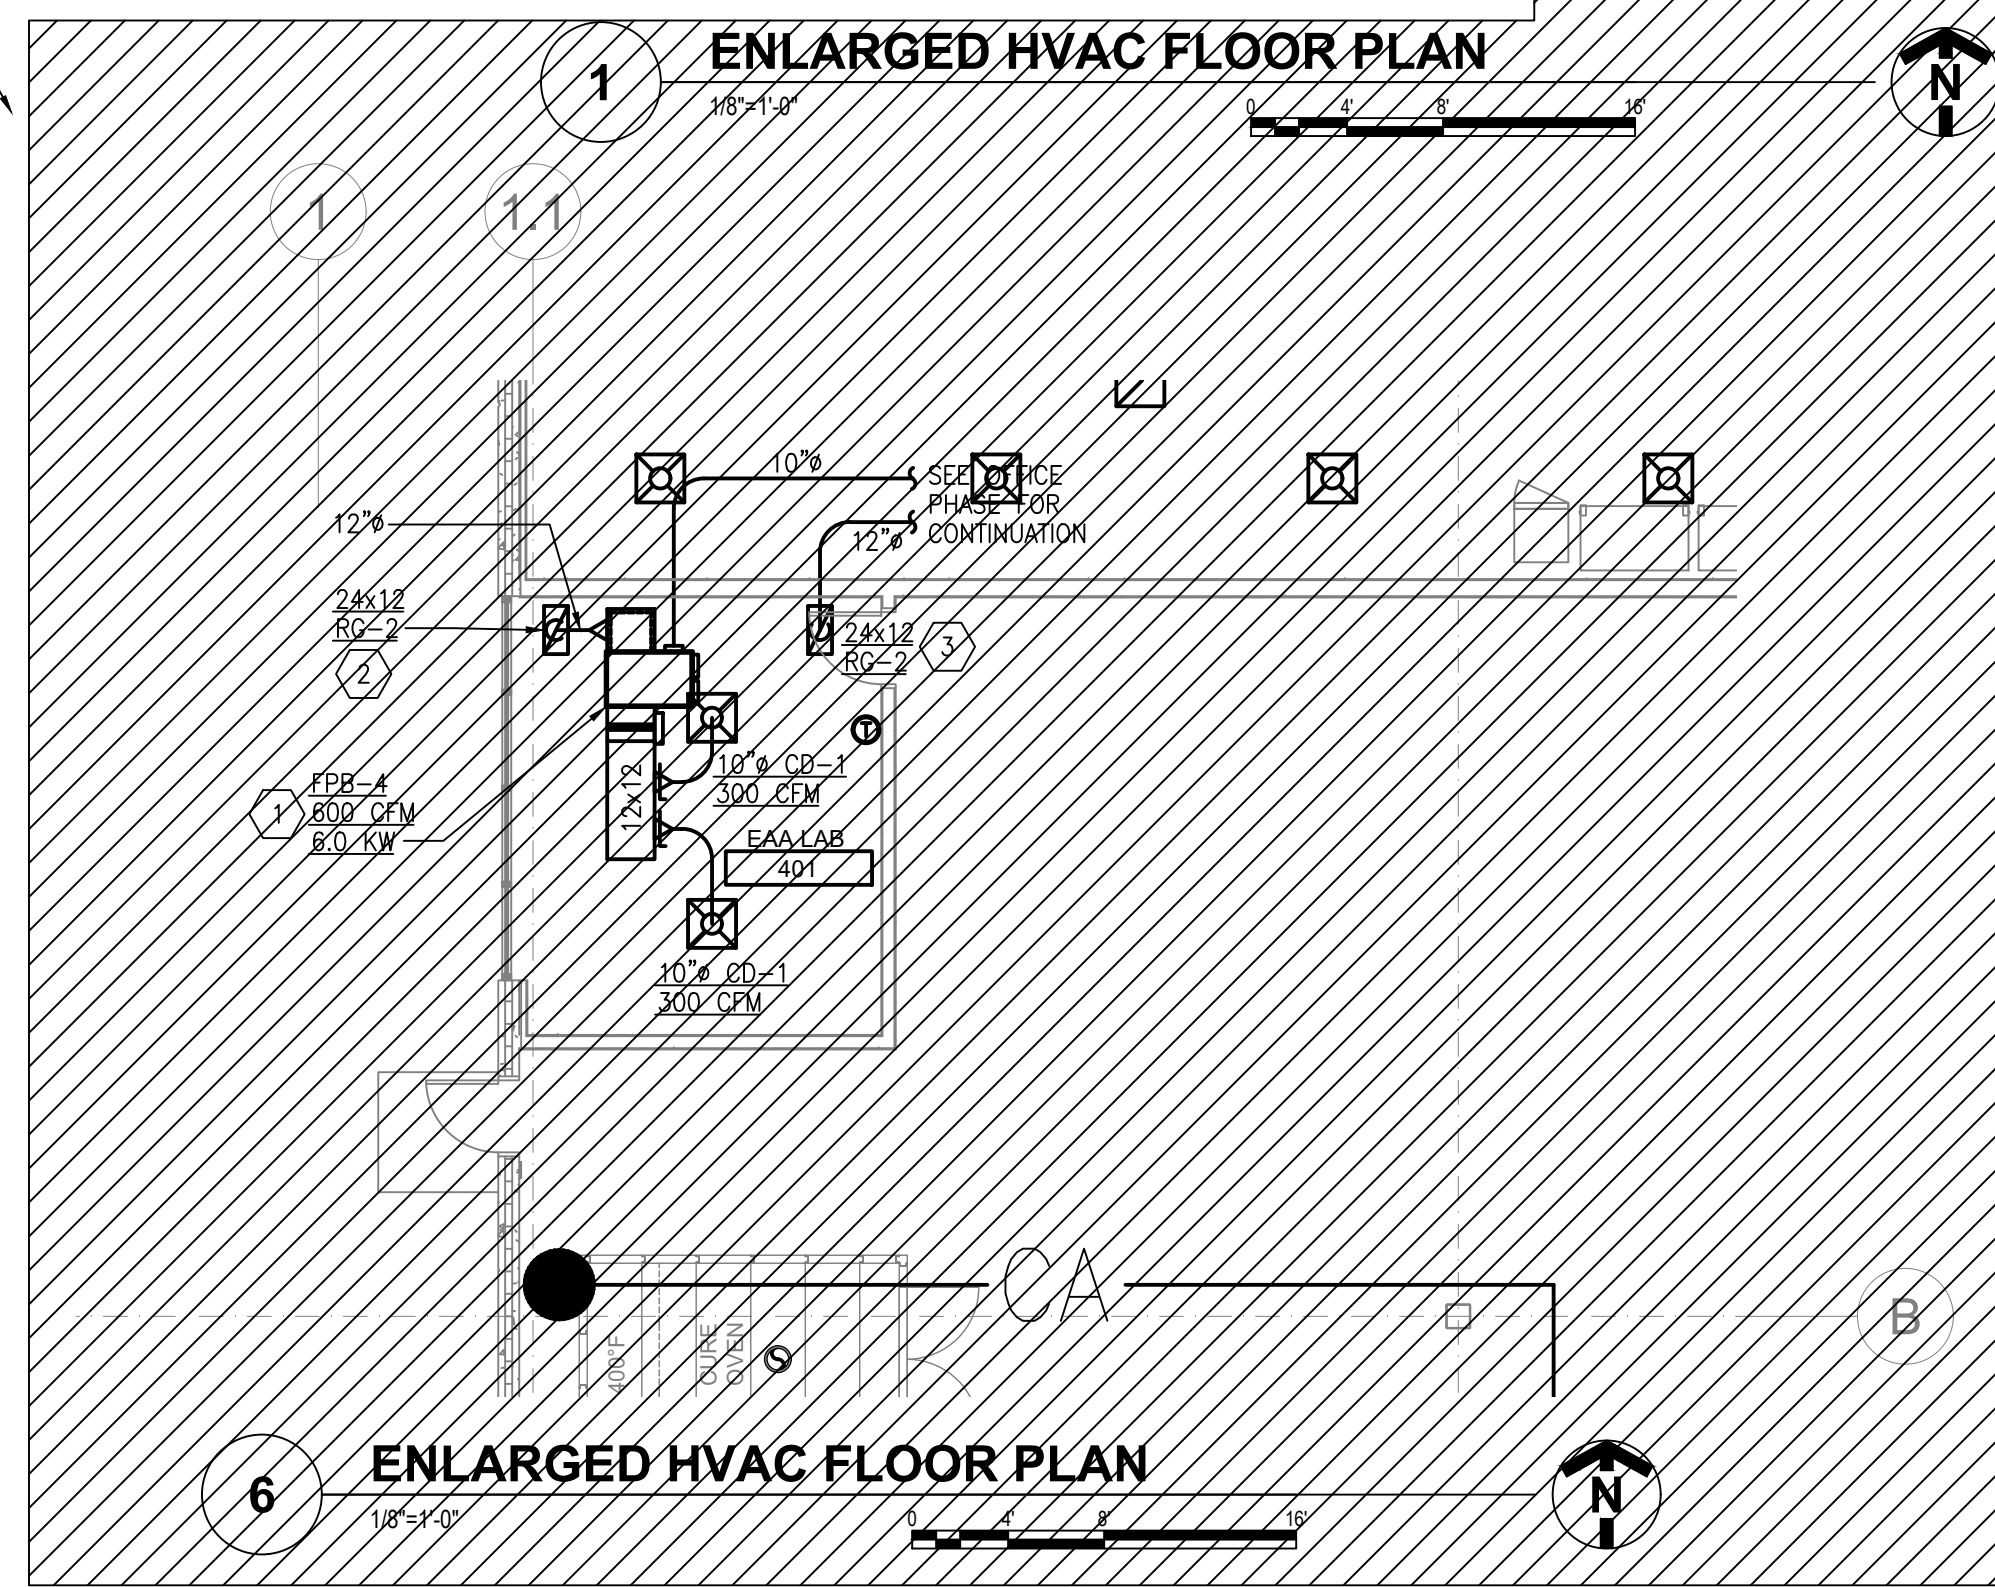 1
ENLARGED HVAC FLOOR PLAN
1/8"=1'-0"
0 4' 8' 16'
N
1
1.1
10"ø
SEE OFFICE
PHASE FOR
CONTINUATION
12"ø
12"ø
24x12
RG-2
2
24x12
RG-2
3
T
FPB-4
600 CFM
6.0 KW
1
12x12
10"ø CD-1
300 CFM
EAA LAB
401
10"ø CD-1
300 CFM
CA
400°F
CURE
OVEN
S
B
6
ENLARGED HVAC FLOOR PLAN
1/8"=1'-0"
0 4' 8' 16'
N